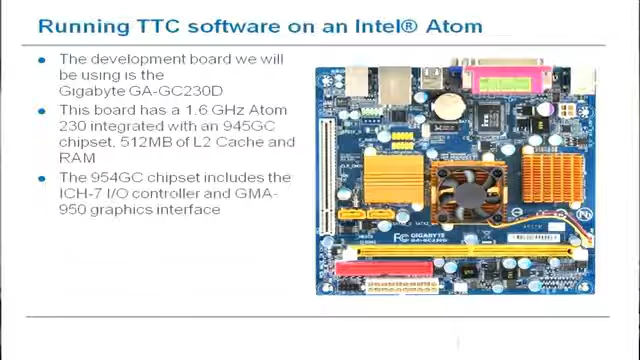 Running TTC software on an Intel® Atom
The development board we will
be using is the
Gigabyte GA-GC230D
This board has a 1.6 GHz Atom
230 integrated with an 945GC
chipset, 512MB of L2 Cache and
RAM
The 954GC chipset includes the
ICH-7 I/O controller and GMA-
950 graphics interface
GIGABYTE
GA-GC230D